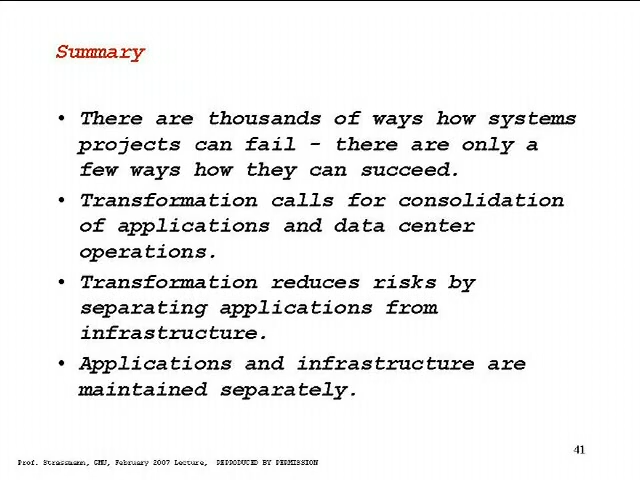 Summary
• There are thousands of ways how systems
projects can fail - there are only a
few ways how they can succeed.
• Transformation calls for consolidation
of applications and data center
operations.
• Transformation reduces risks by
separating applications from
infrastructure.
• Applications and infrastructure are
maintained separately.
41
Prof. Strassmann, GMU, February 2007 Lecture, REPRODUCED BY PERMISSION